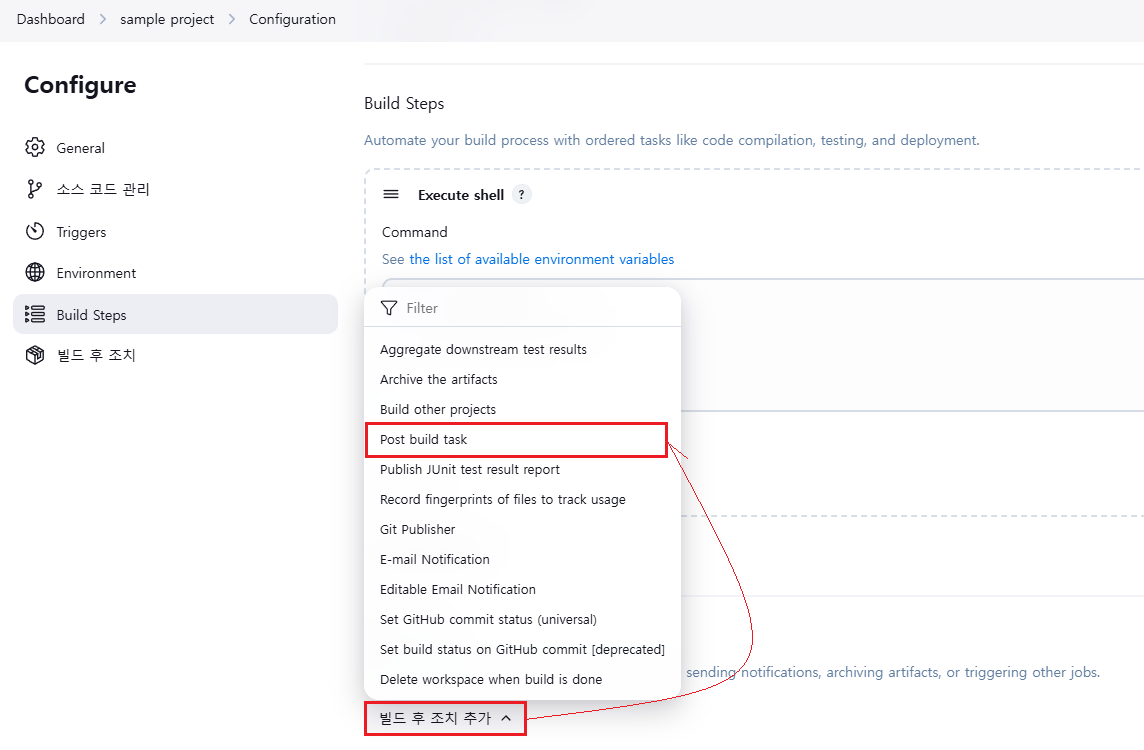 Dashboard > sample project > Configuration
Configure
General
소스 코드 관리
Triggers
Environment
Build Steps
빌드 후 조치
Build Steps
Automate your build process with ordered tasks like code compilation, testing, and deployment.
Execute shell ?
Command
See the list of available environment variables
Filter
Aggregate downstream test results
Archive the artifacts
Build other projects
Post build task
Publish JUnit test result report
Record fingerprints of files to track usage
Git Publisher
E-mail Notification
Editable Email Notification
Set GitHub commit status (universal)
Set build status on GitHub commit [deprecated]
Delete workspace when build is done
sending notifications, archiving artifacts, or triggering other jobs.
빌드 후 조치 추가